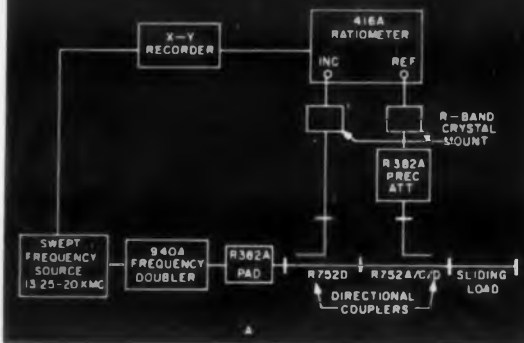 416A
RATIOMETER
INC
REF
X-Y
RECORDER
R-BAND
CRYSTAL
MOUNT
R382A
PREC
ATT
SWEPT
FREQUENCY
SOURCE
13.25-20 KMC
940A
FREQUENCY
DOUBLER
R382A
PAD
R752D
R752A/C/D
SLIDING
LOAD
DIRECTIONAL
COUPLERS
A